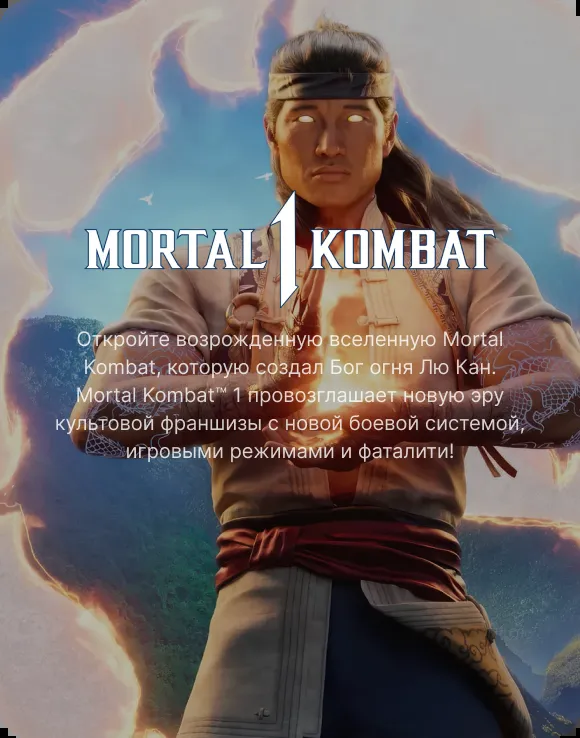 MORTAL 1 KOMBAT
Откройте возрожденную вселенную Mortal
Kombat, которую создал Бог огня Лю Кан.
Mortal Kombat™ 1 провозглашает новую эру
культовой франшизы с новой боевой системой,
игровыми режимами и фаталити!